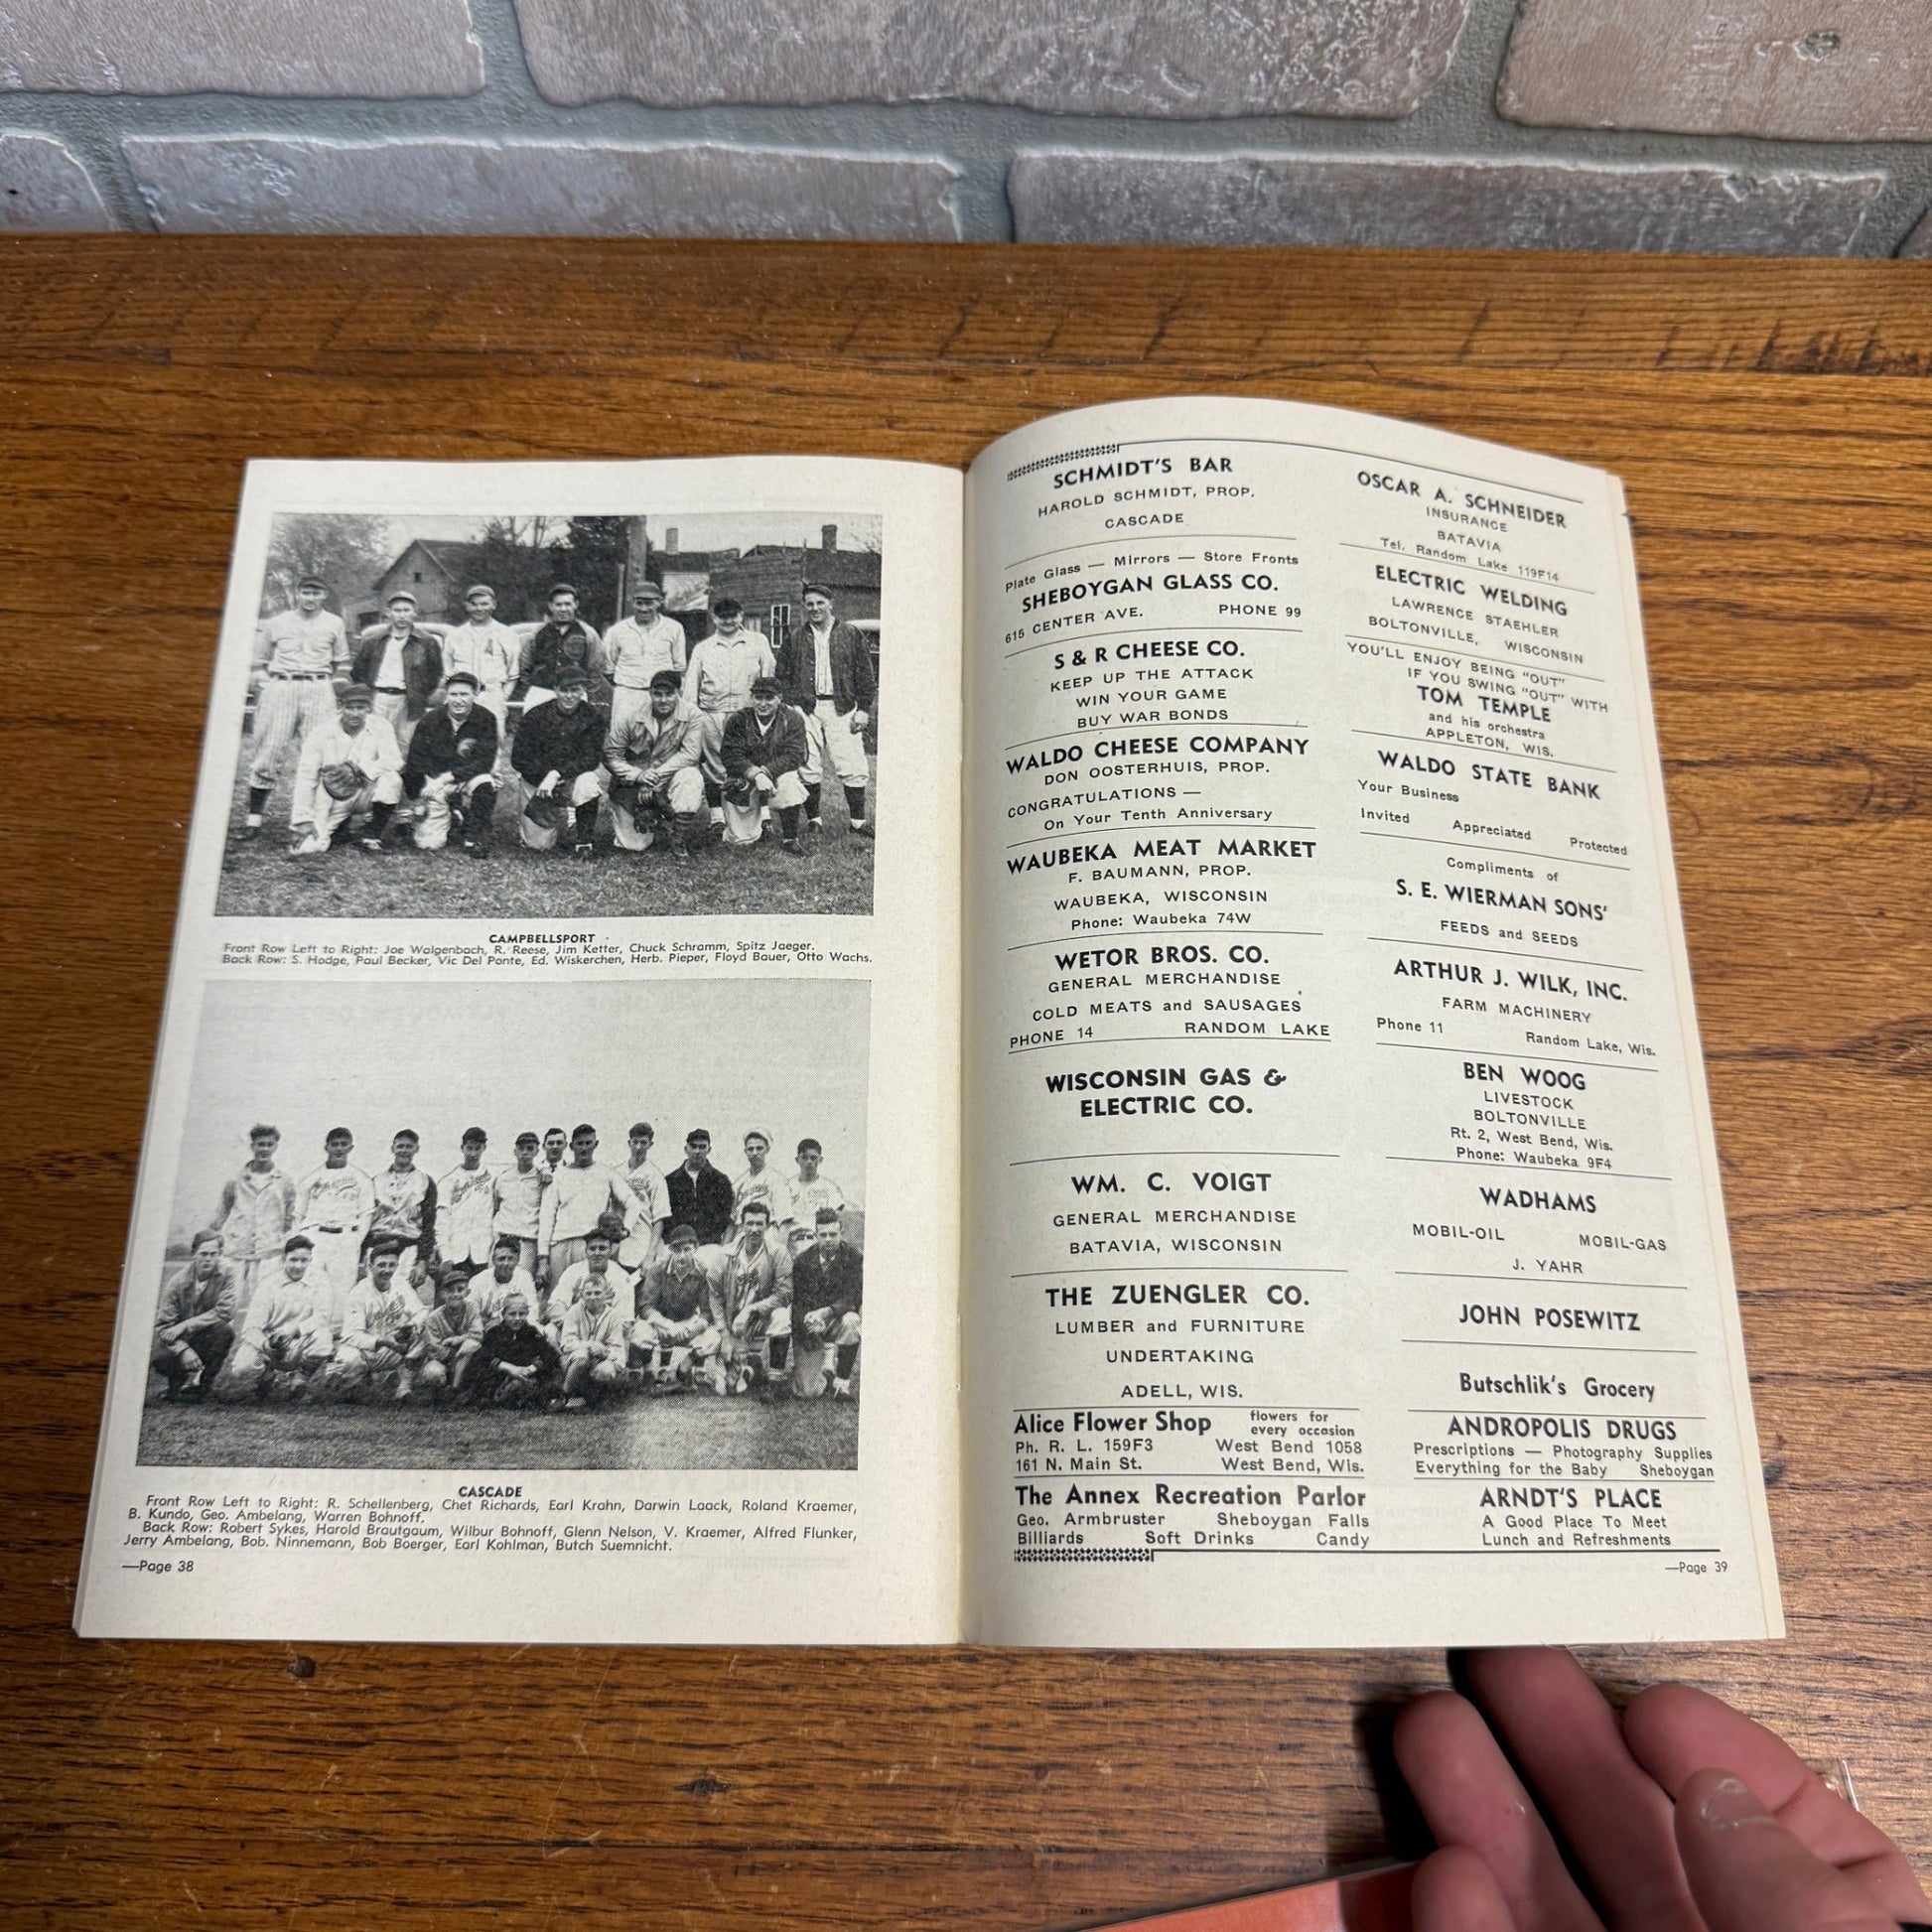 CAMPBELLSPORT
Front Row Left to Right: Joe Walgenbach, R. Reese, Jim Ketter, Chuck Schramm, Spitz Jaeger.
Back Row: S. Hodge, Paul Becker, Vic Del Ponte, Ed. Wiskerchen, Herb. Pieper, Floyd Bauer, Otto Wachs.
CASCADE
Front Row Left to Right: R. Schellenberg, Chet Richards, Earl Krahn, Darwin Laack, Roland Kraemer,
B. Kundo, Geo. Ambelang, Warren Bohnoff.
Back Row: Robert Sykes, Harold Brautgaum, Wilbur Bohnoff, Glenn Nelson, V. Kraemer, Alfred Flunker,
Jerry Ambelang, Bob. Ninnemann, Bob Boerger, Earl Kohlman, Butch Suemnicht.
—Page 38
SCHMIDT'S BAR
HAROLD SCHMIDT, PROP.
CASCADE
Plate Glass — Mirrors — Store Fronts
SHEBOYGAN GLASS CO.
615 CENTER AVE. PHONE 99
S & R CHEESE CO.
KEEP UP THE ATTACK
WIN YOUR GAME
BUY WAR BONDS
WALDO CHEESE COMPANY
DON OOSTERHUIS, PROP.
CONGRATULATIONS —
On Your Tenth Anniversary
WAUBEKA MEAT MARKET
F. BAUMANN, PROP.
WAUBEKA, WISCONSIN
Phone: Waubeka 74W
WETOR BROS. CO.
GENERAL MERCHANDISE
COLD MEATS and SAUSAGES
PHONE 14 RANDOM LAKE
WISCONSIN GAS &
ELECTRIC CO.
WM. C. VOIGT
GENERAL MERCHANDISE
BATAVIA, WISCONSIN
THE ZUENGLER CO.
LUMBER and FURNITURE
UNDERTAKING
ADELL, WIS.
Alice Flower Shop flowers for
every occasion
Ph. R. L. 159F3 West Bend 1058
161 N. Main St. West Bend, Wis.
The Annex Recreation Parlor
Geo. Armbruster Sheboygan Falls
Billiards Soft Drinks Candy
OSCAR A. SCHNEIDER
INSURANCE
BATAVIA
Tel. Random Lake 119F14
ELECTRIC WELDING
LAWRENCE STAEHLER
BOLTONVILLE, WISCONSIN
YOU'LL ENJOY BEING "OUT"
IF YOU SWING "OUT" WITH
TOM TEMPLE
and his orchestra
APPLETON, WIS.
WALDO STATE BANK
Your Business
Invited Appreciated Protected
Compliments of
S. E. WIERMAN SONS'
FEEDS and SEEDS
ARTHUR J. WILK, INC.
FARM MACHINERY
Phone 11 Random Lake, Wis.
BEN WOOG
LIVESTOCK
BOLTONVILLE
Rt. 2, West Bend, Wis.
Phone: Waubeka 9F4
WADHAMS
MOBIL-OIL MOBIL-GAS
J. YAHR
JOHN POSEWITZ
Butschlik's Grocery
ANDROPOLIS DRUGS
Prescriptions — Photography Supplies
Everything for the Baby Sheboygan
ARNDT'S PLACE
A Good Place To Meet
Lunch and Refreshments
—Page 39